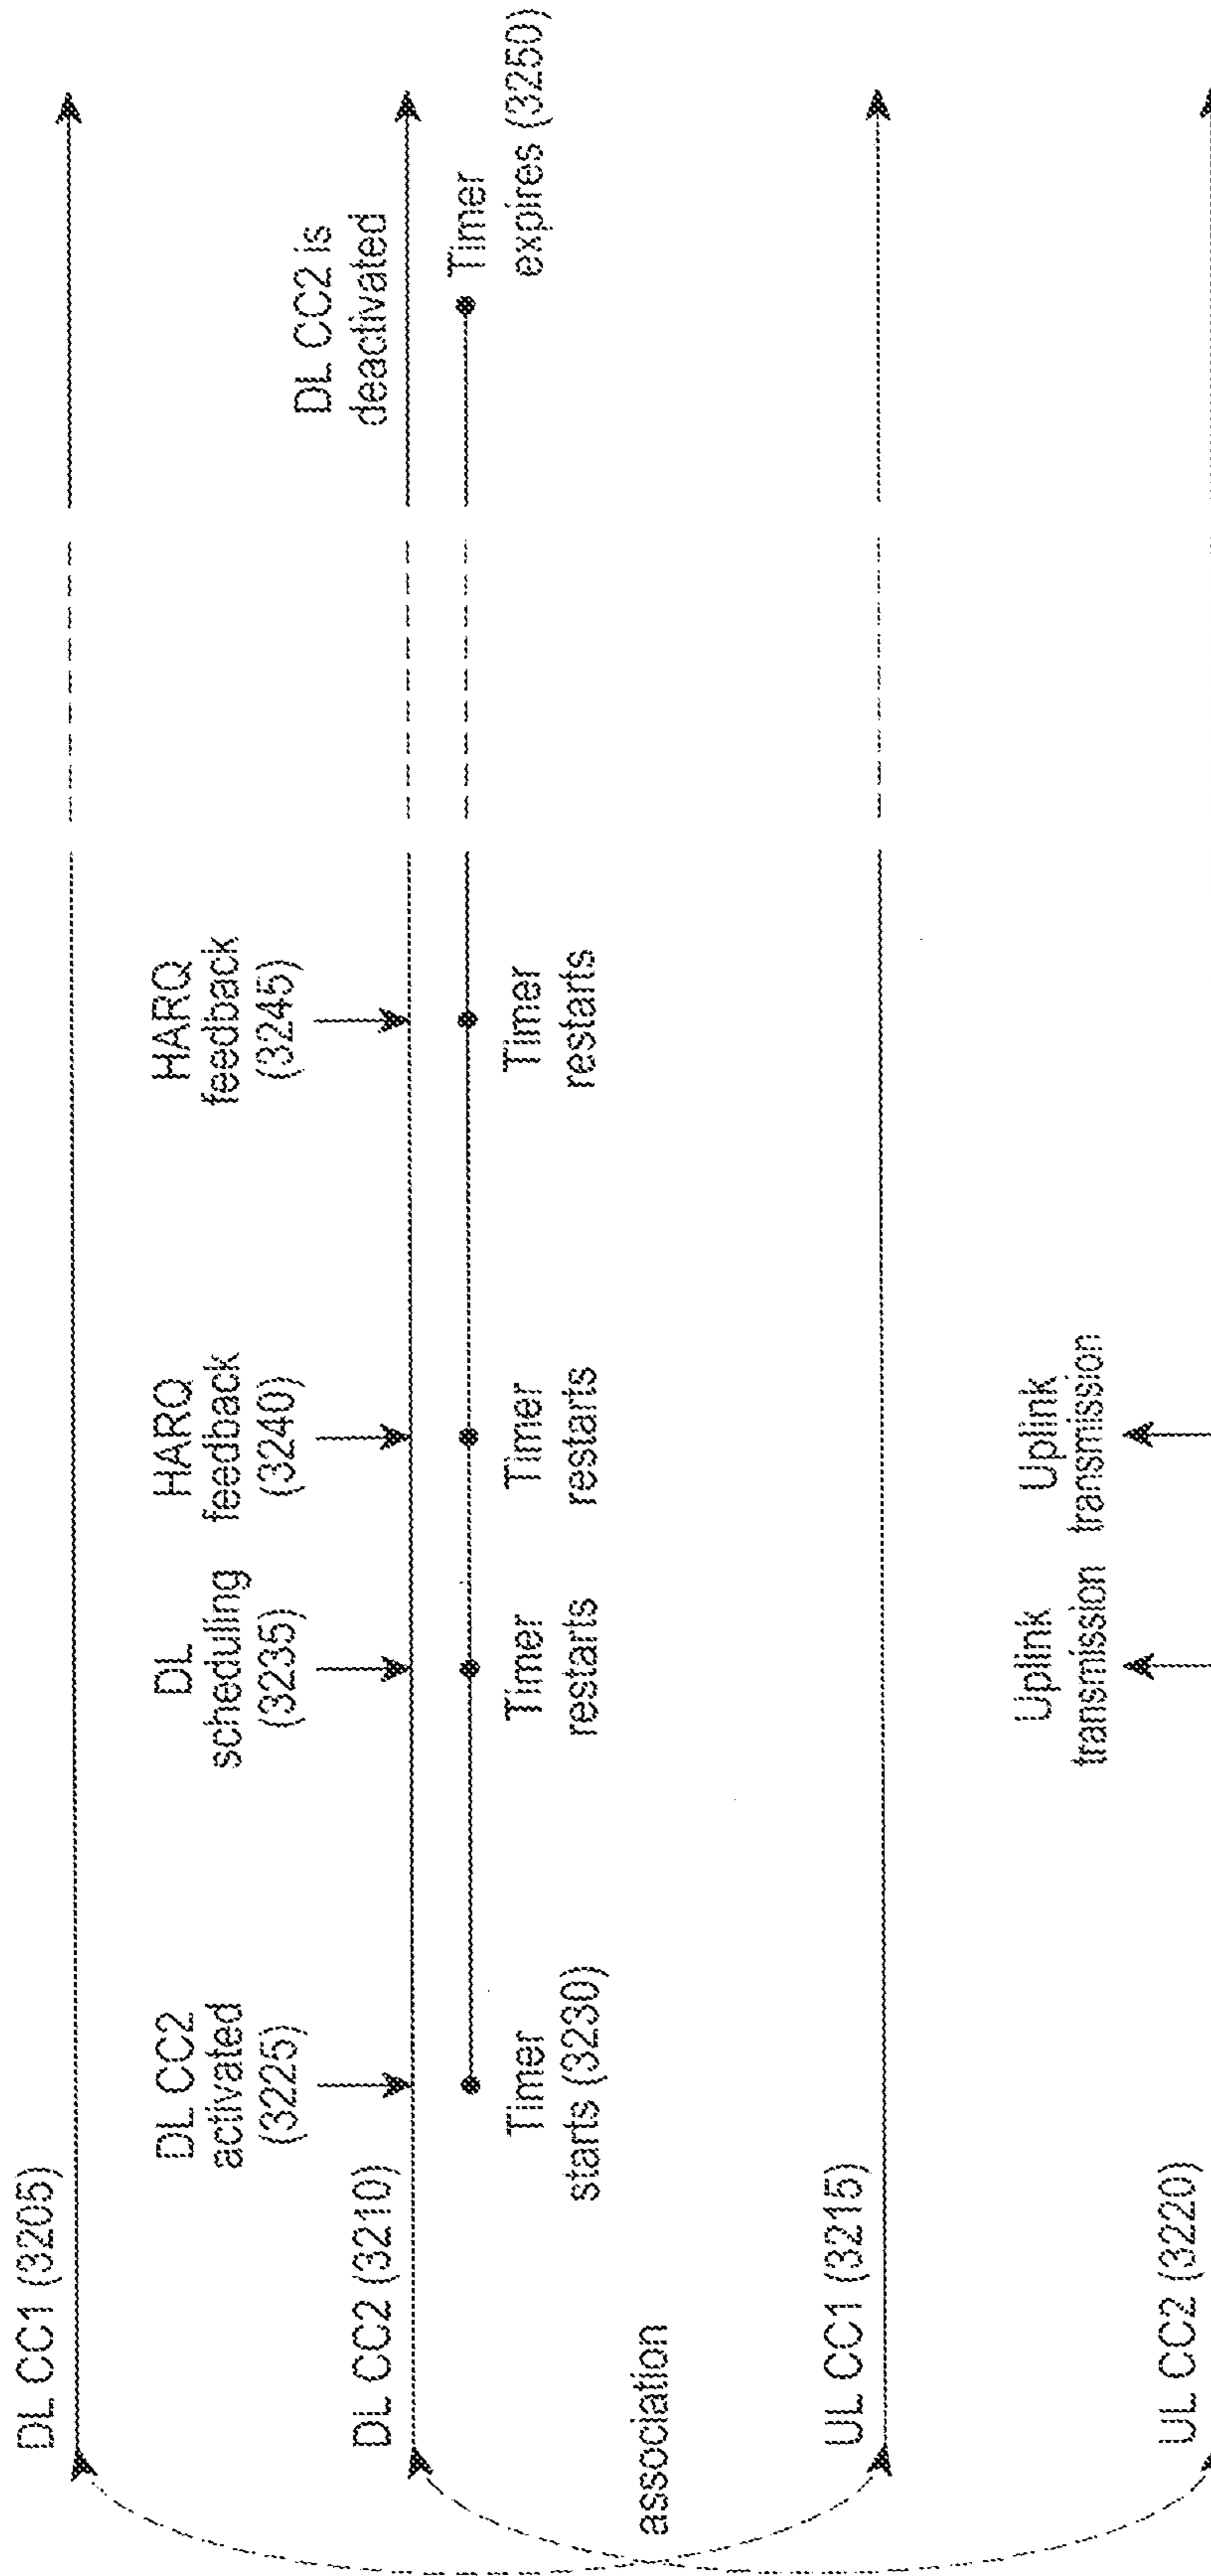 DL CC1 (3205)
DL CC2
activated
(3225)
DL
scheduling
(3235)
HARQ
feedback
(3240)
HARQ
feedback
(3245)
DL CC2 is
deactivated
DL CC2 (3210)
Timer
starts (3230)
Timer
restarts
Timer
restarts
Timer
restarts
Timer
expires (3250)
association
UL CC1 (3215)
Uplink
transmission
Uplink
transmission
UL CC2 (3220)